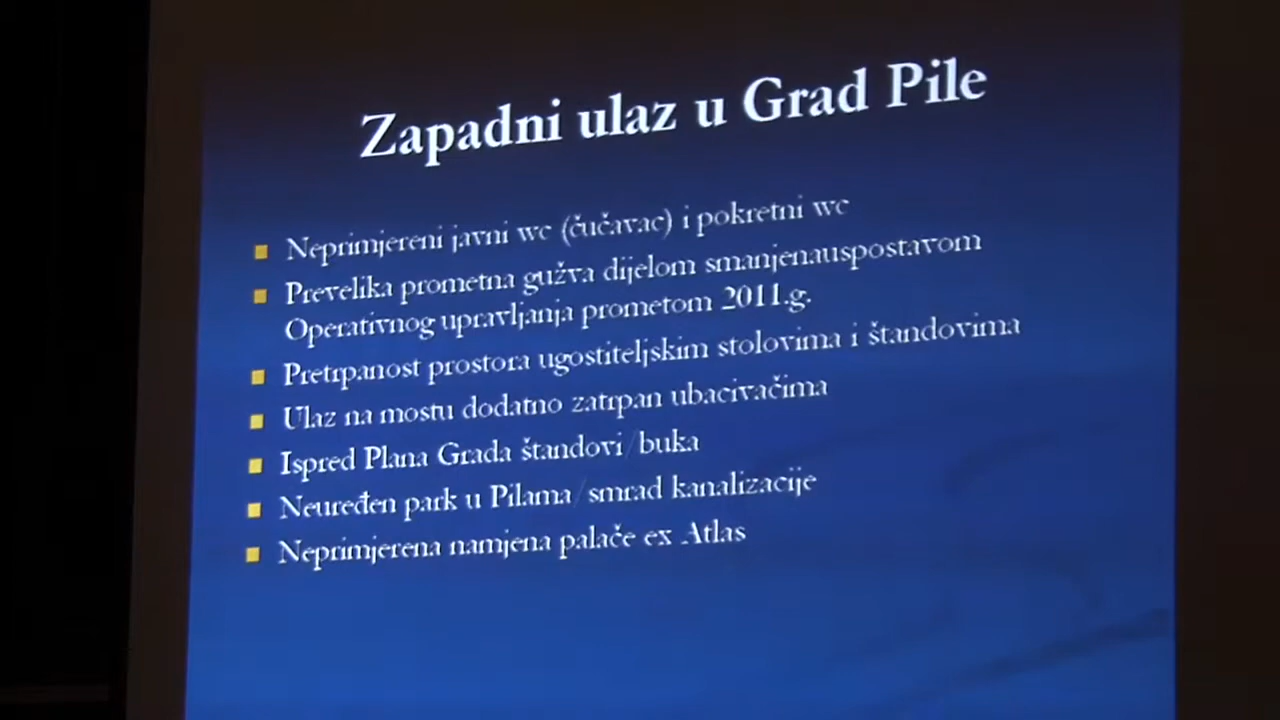 Zapadni ulaz u Grad Pile
Neprimjereni javni wc (čučavac) i pokretni wc
Prevelika prometna gužva dijelom smanjenauspostavom
Operativnog upravljanja prometom 2011.g.
Pretrpanost prostora ugostiteljskim stolovima i štandovima
Ulaz na mostu dodatno zatrpan ubacivačima
Ispred Plana Grada štandovi/buka
Neuređen park u Pilama/smrad kanalizacije
Neprimjerena namjena palače ex Atlas